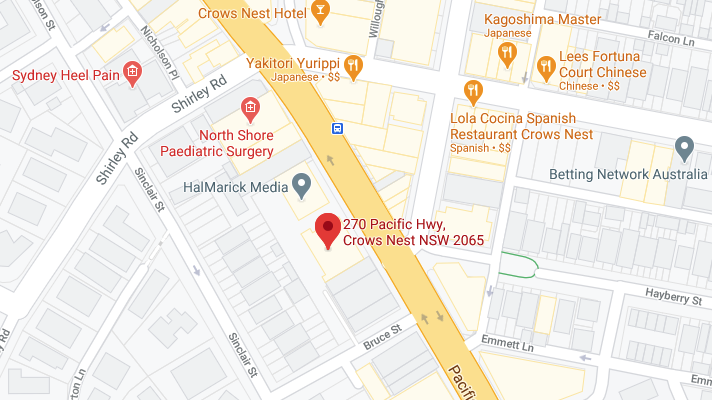 Crows Nest Hotel
Kagoshima Master
Japanese
Falcon Ln
Nicholson Pl
Yakitori Yurippi
Japanese • $$
Lees Fortuna
Court Chinese
Chinese • $$
Sydney Heel Pain
Shirley Rd
North Shore
Paediatric Surgery
Lola Cocina Spanish
Restaurant Crows Nest
Spanish • $$
Shirley Rd
Betting Network Australia
Sinclair St
HalMarick Media
270 Pacific Hwy,
Crows Nest NSW 2065
Hayberry St
Sinclair St
Bruce St
Emmett Ln
Pacific